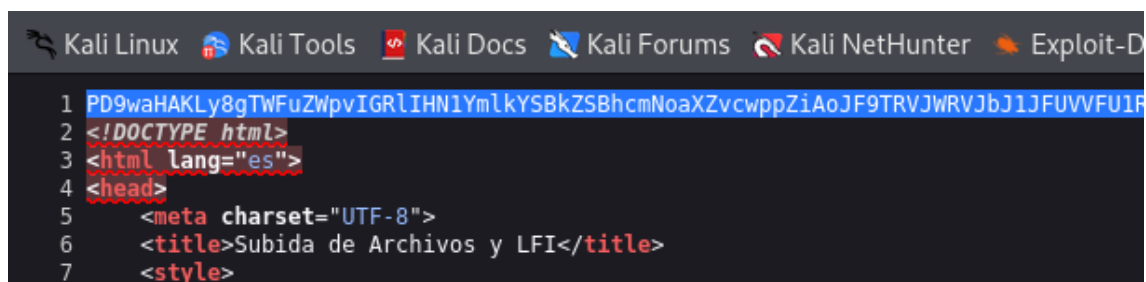 Kali Linux Kali Tools Kali Docs Kali Forums Kali NetHunter Exploit-D
1 PD9waHAKLy8gTWFuZWpvIGRlIHN1YmlkYSBkZSBhcmNoaXZvcwppZiAoJF9TRVJWRVJbJ1JFUVVFU1R
2 <!DOCTYPE html>
3 <html lang="es">
4 <head>
5 <meta charset="UTF-8">
6 <title>Subida de Archivos y LFI</title>
7 <style>